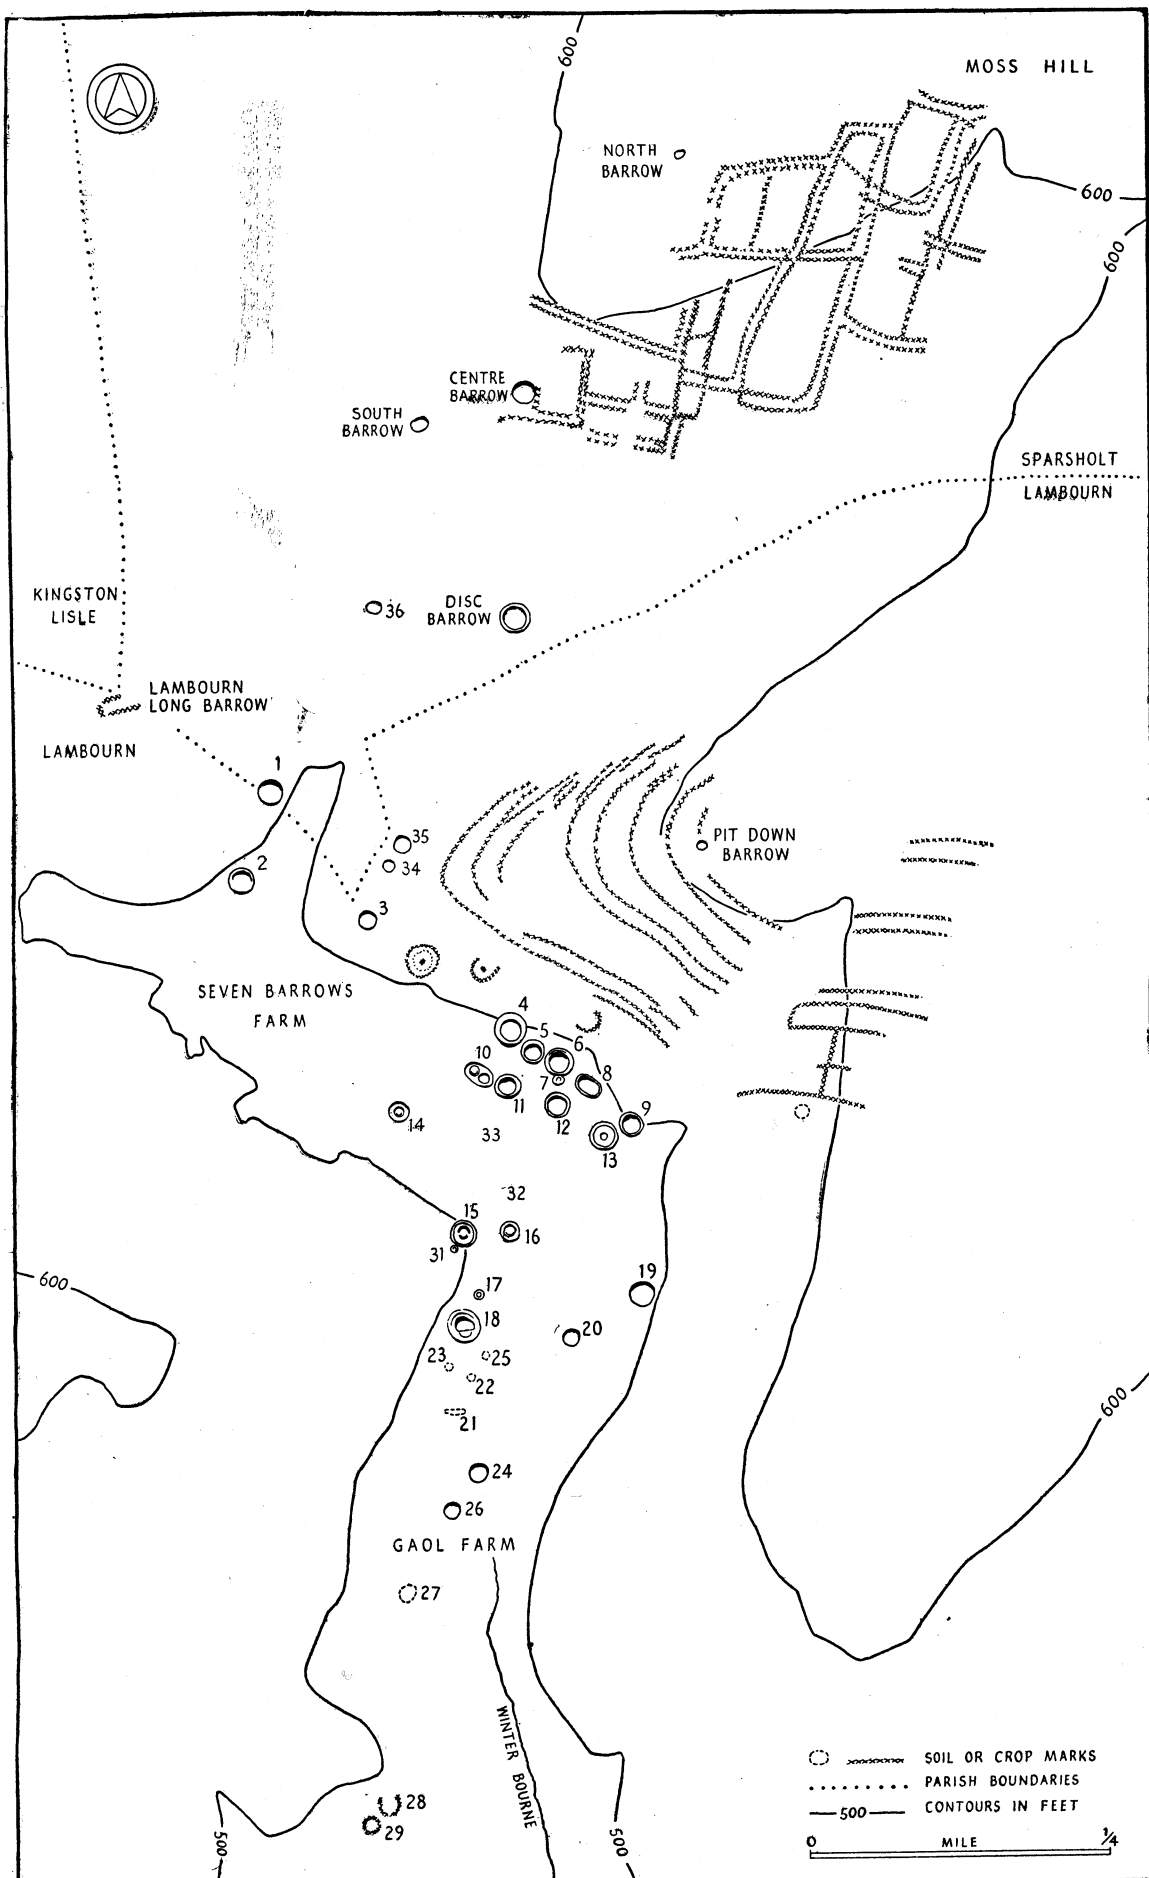 600
MOSS HILL
NORTH
BARROW
600
600
CENTRE
BARROW
SOUTH
BARROW
SPARSHOLT
LAMBOURN
KINGSTON
LISLE
36
DISC
BARROW
LAMBOURN
LONG BARROW
LAMBOURN
1
35
34
PIT DOWN
BARROW
2
3
SEVEN BARROWS
FARM
4
5
6
10
7
8
11
12
9
14
33
13
32
15
16
31
600
17
19
18
20
23
25
22
21
600
24
26
GAOL FARM
27
WINTER BOURNE
28
29
500
500
SOIL OR CROP MARKS
PARISH BOUNDARIES
500
CONTOURS IN FEET
0
MILE
1/4